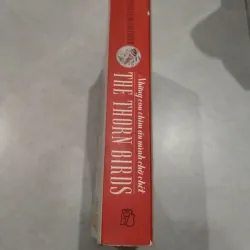 Những con chim ẩn mình chờ chết
THE THORN BIRDS